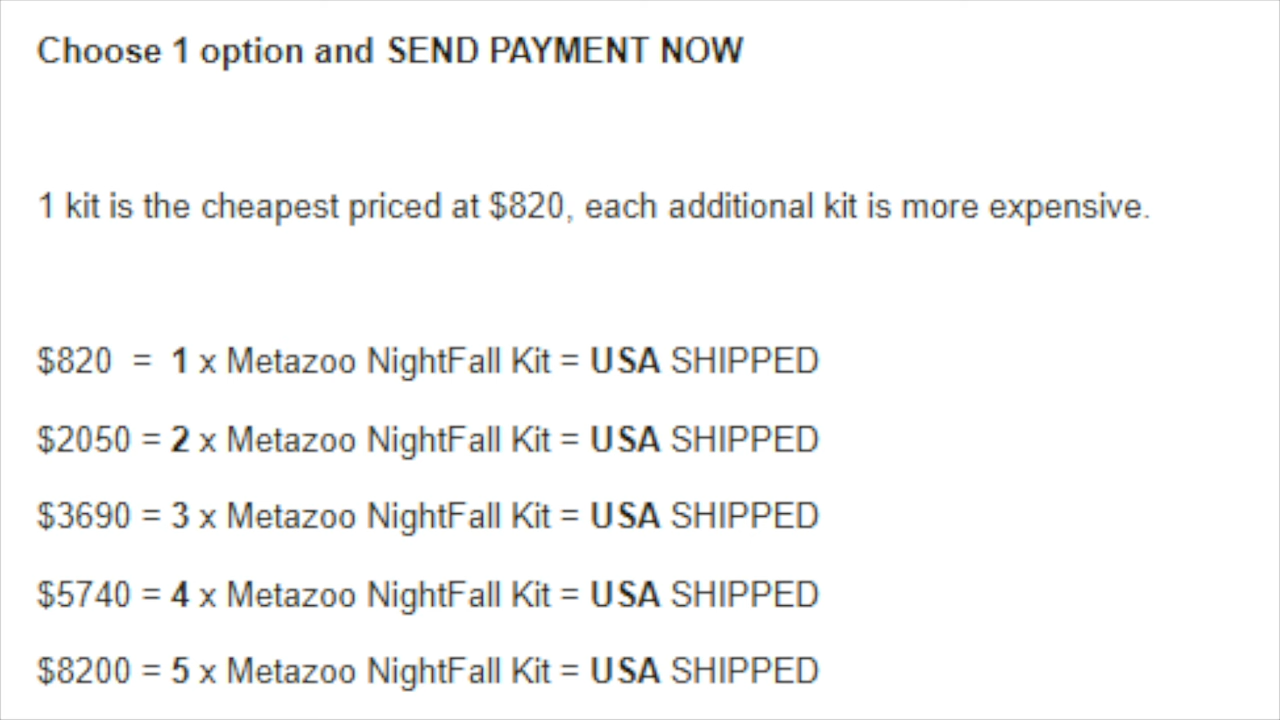 Choose 1 option and SEND PAYMENT NOW
1 kit is the cheapest priced at $820, each additional kit is more expensive.
$820 = 1 x Metazoo NightFall Kit = USA SHIPPED
$2050 = 2 x Metazoo NightFall Kit = USA SHIPPED
$3690 = 3 x Metazoo NightFall Kit = USA SHIPPED
$5740 = 4 x Metazoo NightFall Kit = USA SHIPPED
$8200 = 5 x Metazoo NightFall Kit = USA SHIPPED